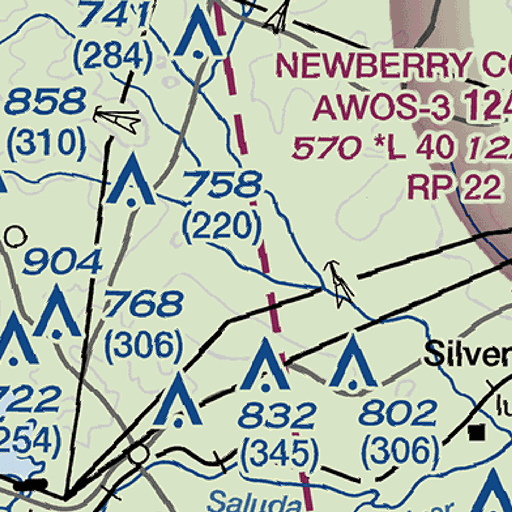 741
(284)
NEWBERRY CO
858
AWOS-3 124
(310)
570 *L 40 12
758
RP 22
(220)
904
768
(306)
Silver
722
832
802
254)
(345)
(306)
Saluda